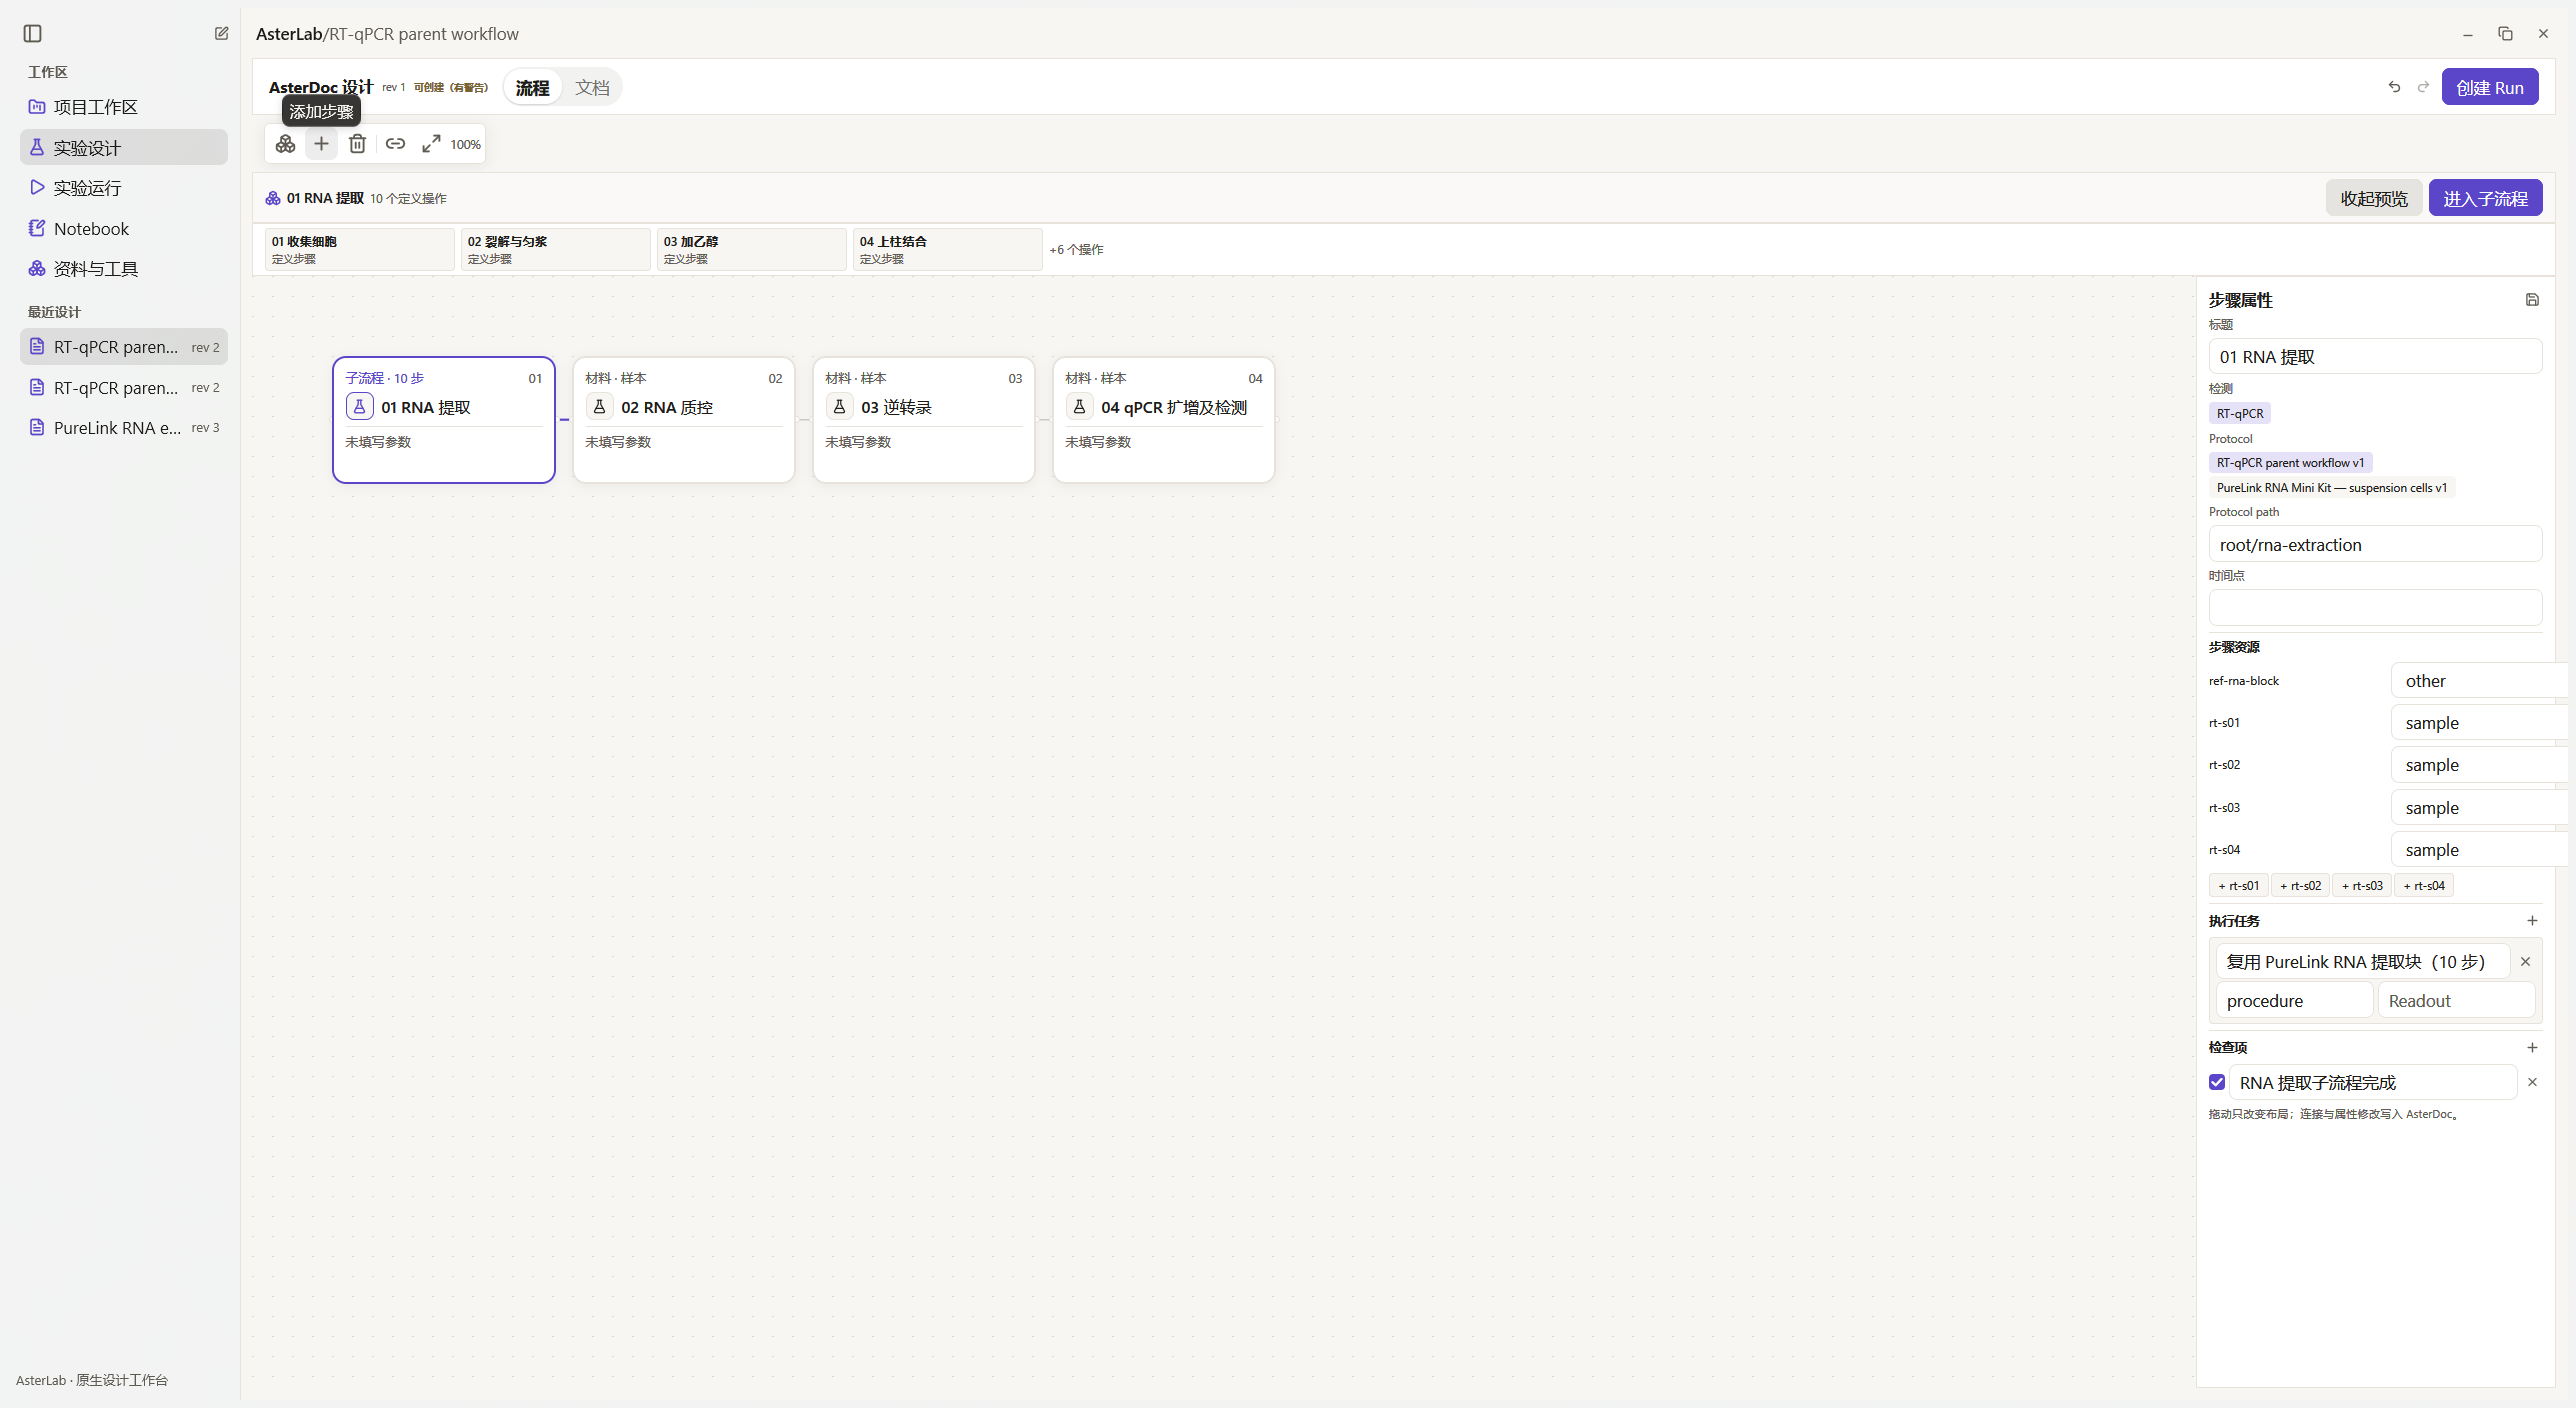 AsterLab/RT-qPCR parent workflow
工作区
项目工作区
实验设计
实验运行
Notebook
资料与工具
最近设计
RT-qPCR paren... rev 2
RT-qPCR paren... rev 2
PureLink RNA e... rev 3
AsterLab · 原生设计工作台
AsterDoc 设计 rev 1 可创建（有警告） 流程 文档
创建 Run
添加步骤
100%
01 RNA 提取 10 个定义操作
收起预览 进入子流程
01 收集细胞
定义步骤
02 裂解与匀浆
定义步骤
03 加乙醇
定义步骤
04 上柱结合
定义步骤
+6 个操作
子流程 · 10 步 01
01 RNA 提取
未填写参数
材料 · 样本 02
02 RNA 质控
未填写参数
材料 · 样本 03
03 逆转录
未填写参数
材料 · 样本 04
04 qPCR 扩增及检测
未填写参数
步骤属性
标题
01 RNA 提取
检测
RT-qPCR
Protocol
RT-qPCR parent workflow v1
PureLink RNA Mini Kit — suspension cells v1
Protocol path
root/rna-extraction
时间点
步骤资源
ref-rna-block other
rt-s01 sample
rt-s02 sample
rt-s03 sample
rt-s04 sample
+ rt-s01 + rt-s02 + rt-s03 + rt-s04
执行任务
复用 PureLink RNA 提取块（10 步）
procedure Readout
检查项
RNA 提取子流程完成
拖动只改变布局；连接与属性修改写入 AsterDoc。